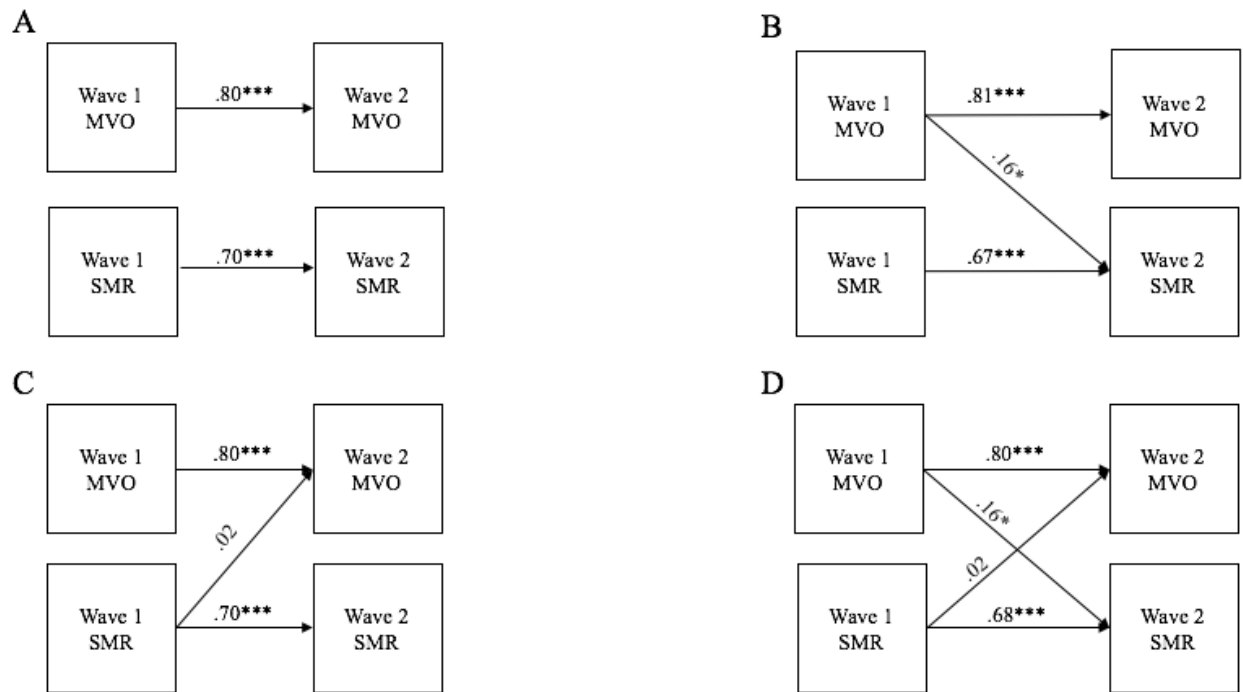 A
Wave 1
MVO
.80***
Wave 2
MVO
Wave 1
SMR
.70***
Wave 2
SMR
B
Wave 1
MVO
.81***
Wave 2
MVO
.16*
Wave 1
SMR
.67***
Wave 2
SMR
C
Wave 1
MVO
.80***
Wave 2
MVO
.02
Wave 1
SMR
.70***
Wave 2
SMR
D
Wave 1
MVO
.80***
Wave 2
MVO
.16*
.02
Wave 1
SMR
.68***
Wave 2
SMR